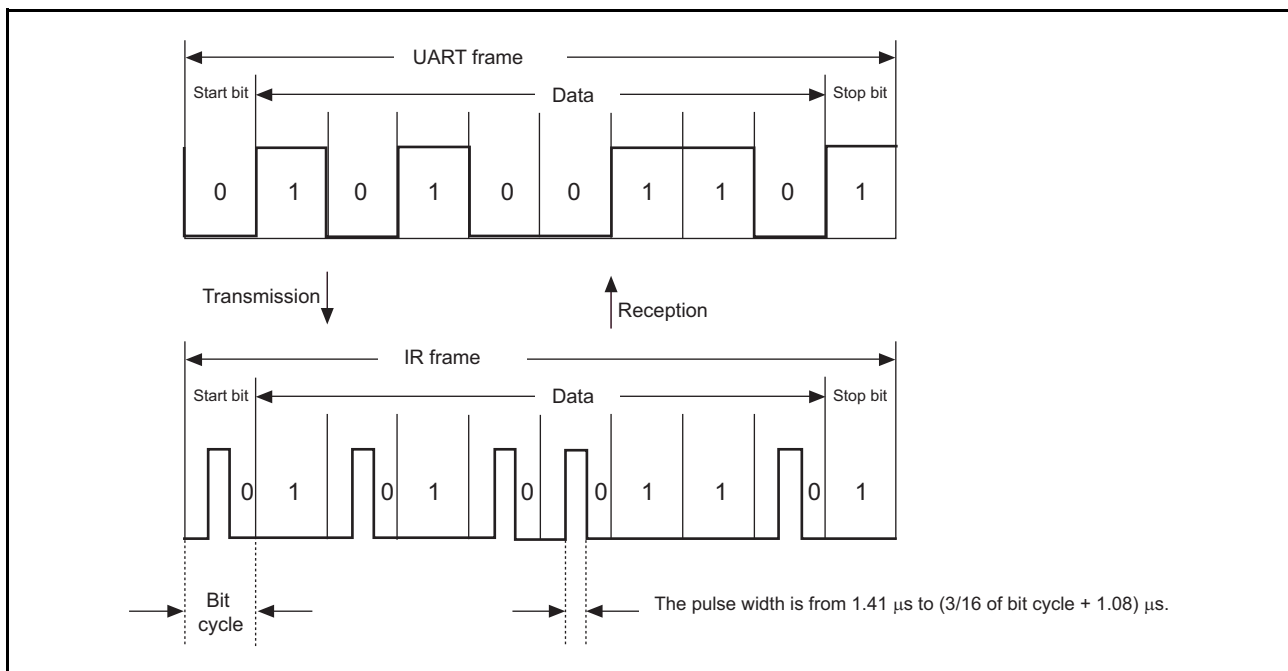 UART frame
Start bit Data Stop bit
0 1 0 1 0 0 1 1 0 1
Transmission
Reception
IR frame
Start bit Data Stop bit
0 1 0 1 0 0 1 1 0 1
Bit
cycle
The pulse width is from 1.41 μs to (3/16 of bit cycle + 1.08) μs.